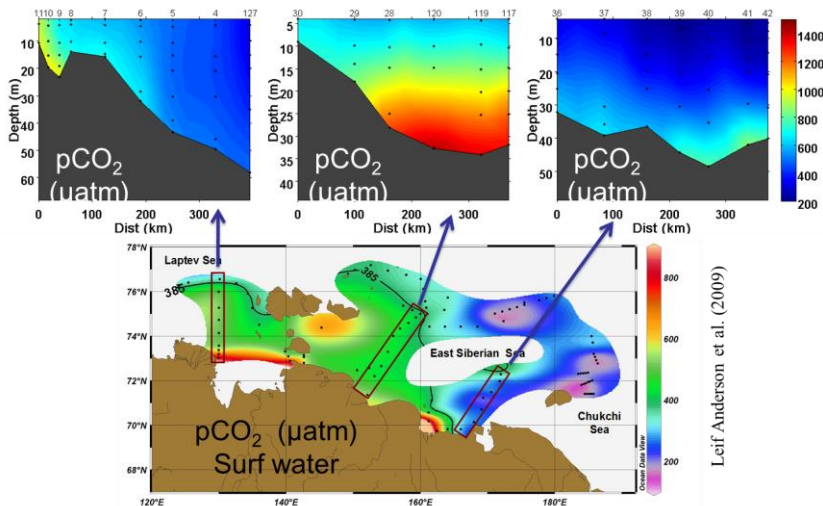 1110 9 8 7 6 5 4 127
0
10
20
30
40
50
60
Depth (m)
pCO₂
(µatm)
0 100 200 300
Dist (km)
30 29 28 120 119 117
5
10
15
20
25
30
35
40
Depth (m)
pCO₂
(µatm)
0 100 200 300
Dist (km)
36 37 38 39 40 41 42
10
20
30
40
50
Depth (m)
pCO₂
(µatm)
0 100 200 300
Dist (km)
1400
1200
1000
800
600
400
200
78°N
76°N
74°N
72°N
70°N
68°N
Laptev Sea
385
385
East Siberian Sea
Chukchi
Sea
pCO₂ (µatm)
Surf water
120°E 140°E 160°E 180°E
Ocean Data View
800
600
400
200
Leif Anderson et al. (2009)